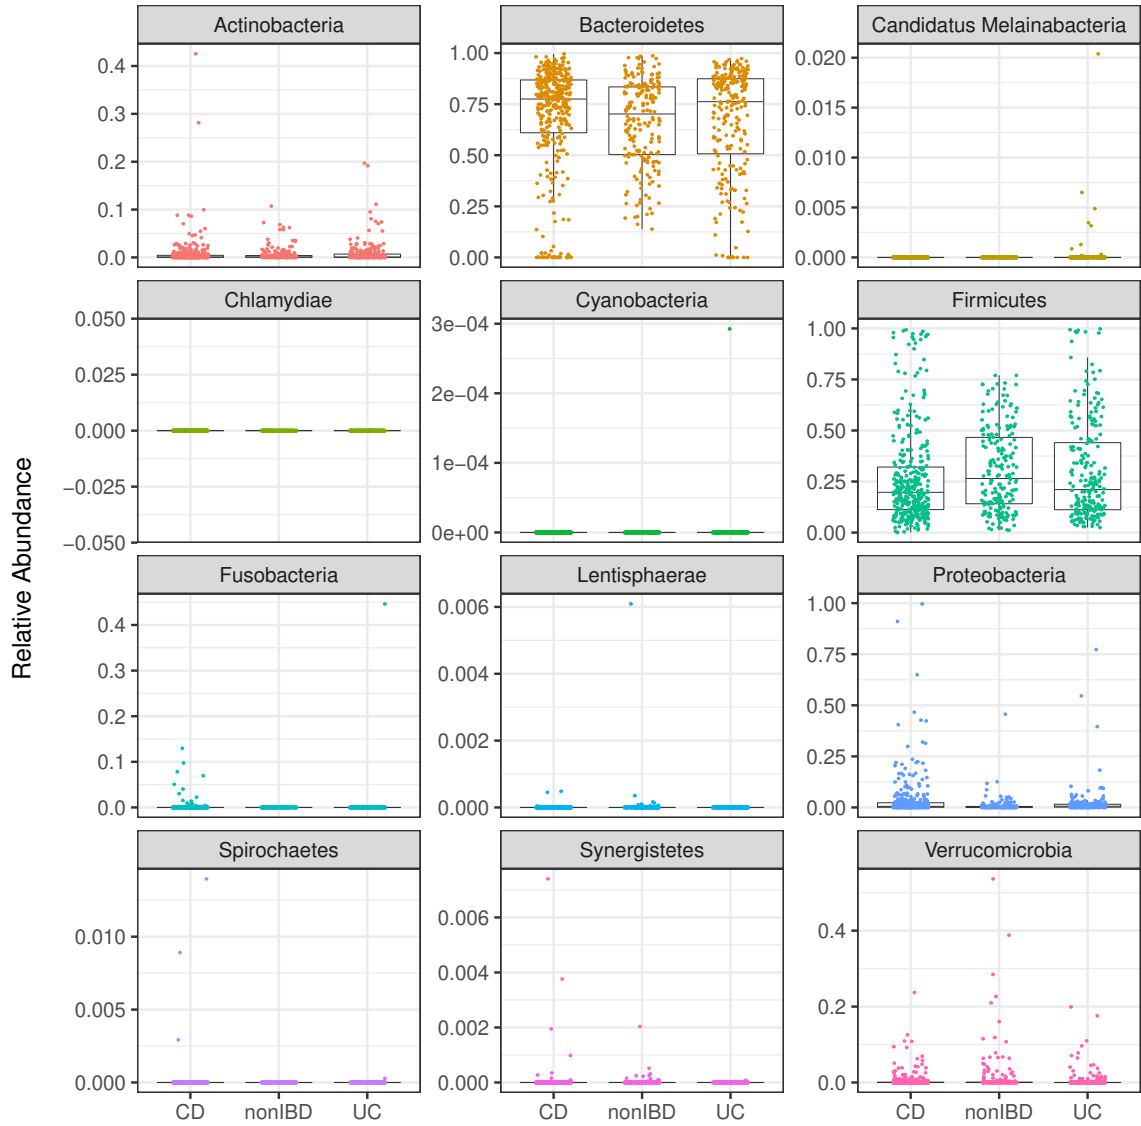 Actinobacteria
Bacteroidetes
Candidatus Melainabacteria
0.4
0.3
0.2
0.1
0.0
1.00
0.75
0.50
0.25
0.00
0.020
0.015
0.010
0.005
0.000
Chlamydiae
Cyanobacteria
Firmicutes
0.050
0.025
0.000
−0.025
−0.050
3e−04
2e−04
1e−04
0e+00
1.00
0.75
0.50
0.25
0.00
Relative Abundance
Fusobacteria
Lentisphaerae
Proteobacteria
0.4
0.3
0.2
0.1
0.0
0.006
0.004
0.002
0.000
1.00
0.75
0.50
0.25
0.00
Spirochaetes
Synergistetes
Verrucomicrobia
0.010
0.005
0.000
0.006
0.004
0.002
0.000
0.4
0.2
0.0
CD nonIBD UC
CD nonIBD UC
CD nonIBD UC